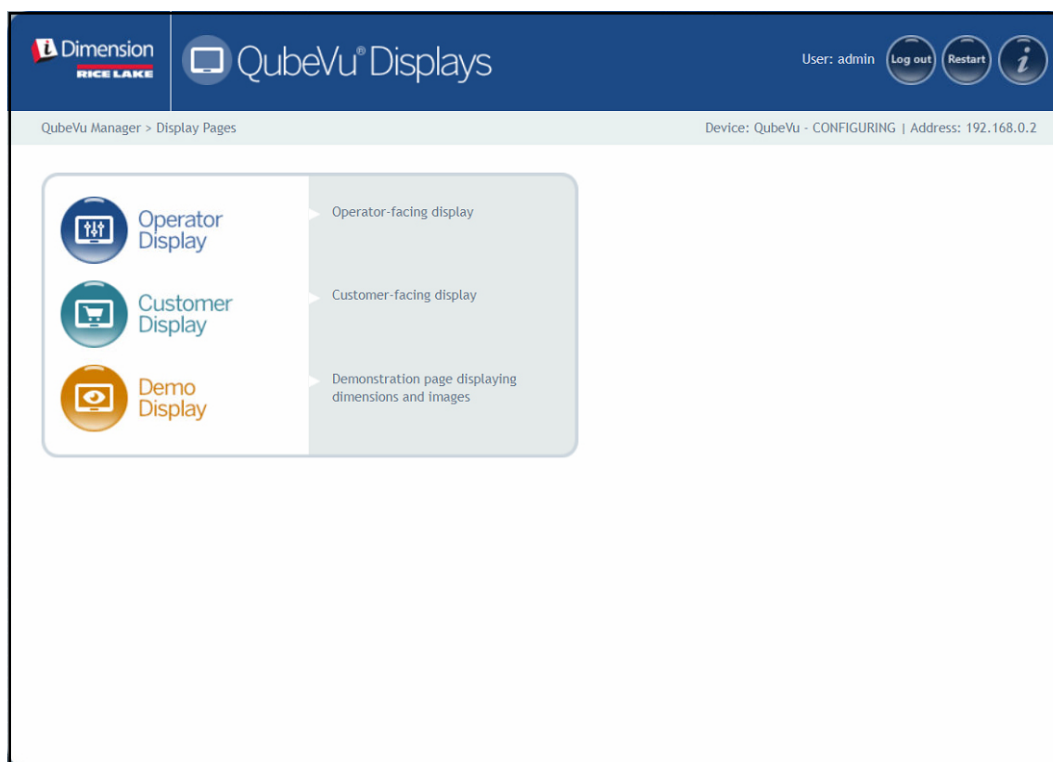 iDimension
RICE LAKE
QubeVu® Displays
User: admin
Log out
Restart
i
QubeVu Manager > Display Pages
Device: QubeVu - CONFIGURING | Address: 192.168.0.2
Operator
Display
Operator-facing display
Customer
Display
Customer-facing display
Demo
Display
Demonstration page displaying
dimensions and images